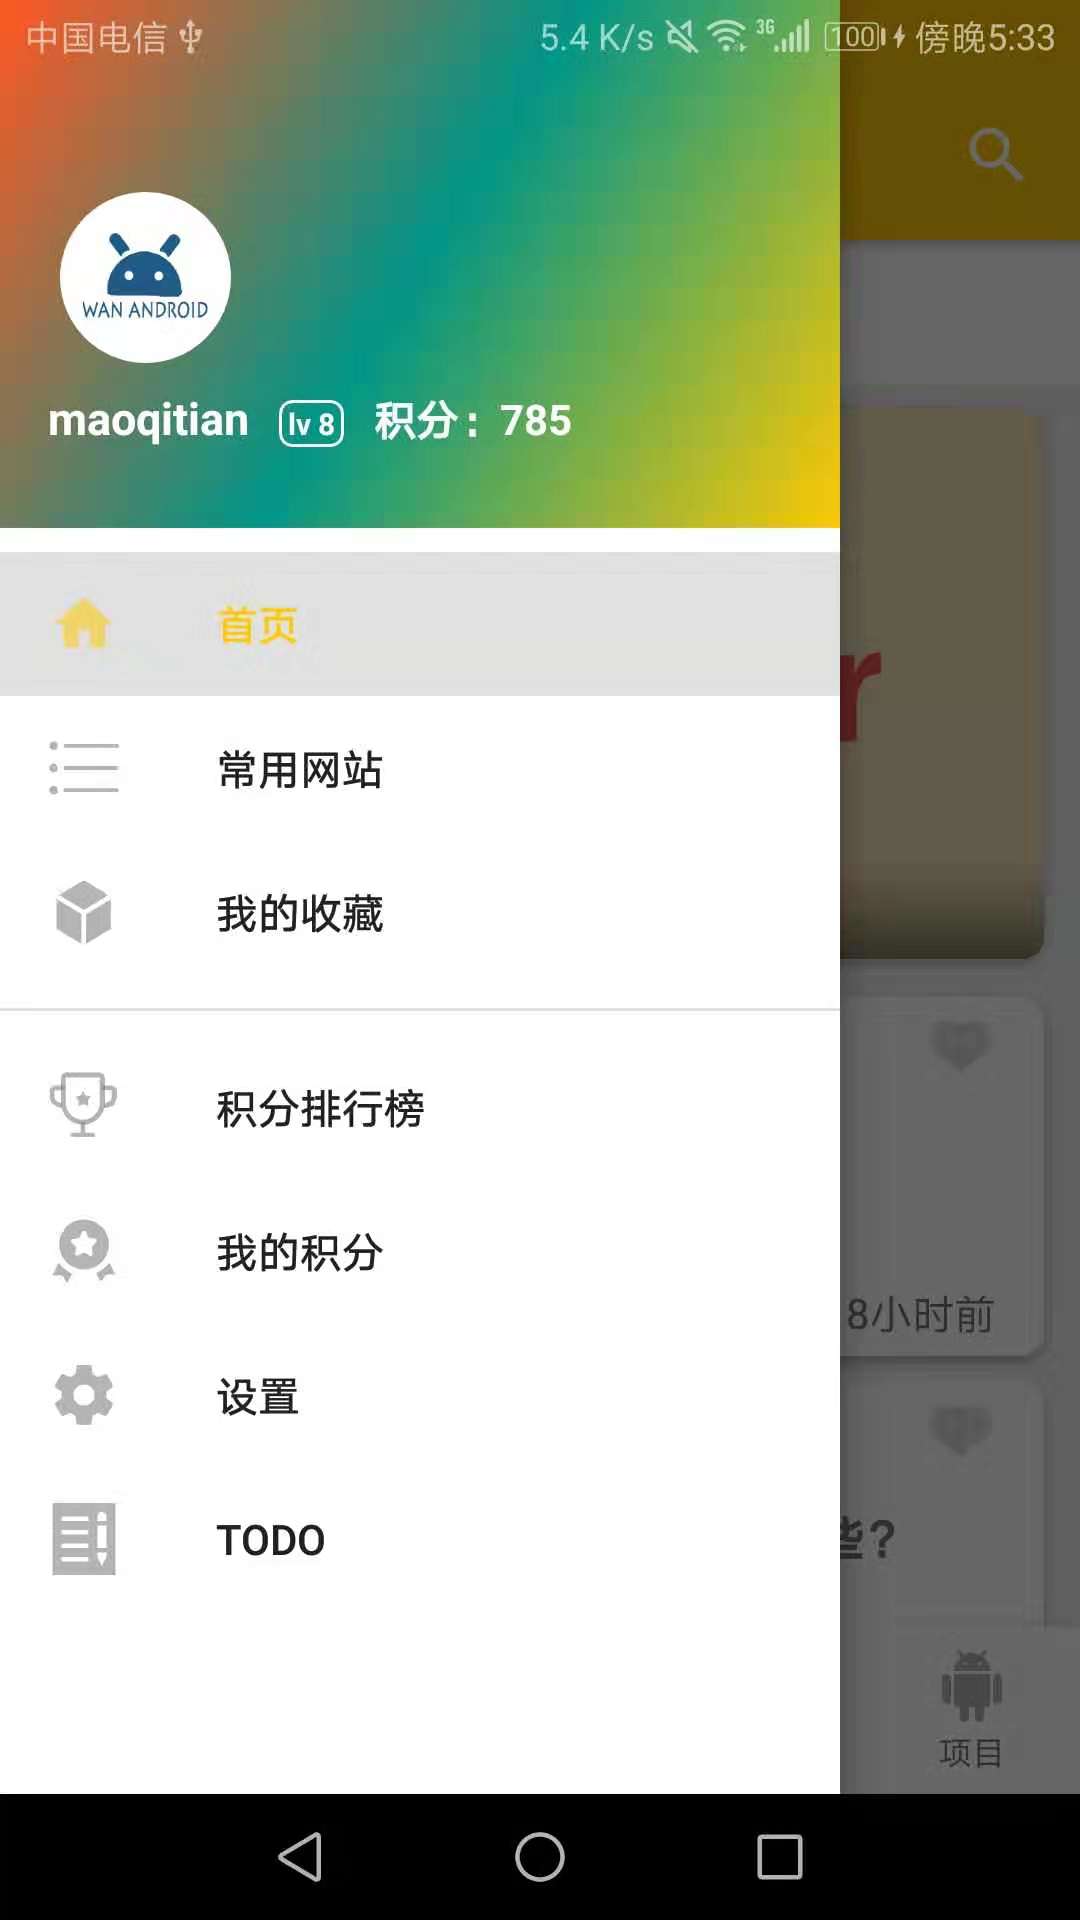 中国电信 5.4 K/s 3G 100 傍晚5:33
WAN ANDROID
maoqitian lv 8 积分: 785
首页
常用网站
r
我的收藏
积分排行榜
我的积分
8小时前
设置
TODO
些?
项目